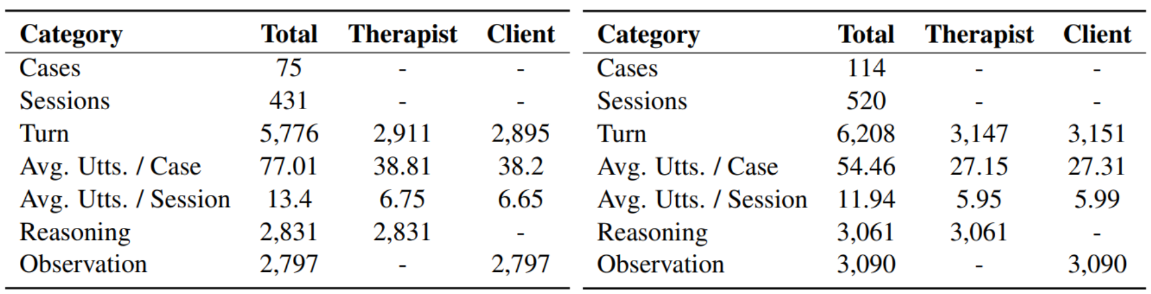 Category Total Therapist Client
Cases 75 - -
Sessions 431 - -
Turn 5,776 2,911 2,895
Avg. Utts. / Case 77.01 38.81 38.2
Avg. Utts. / Session 13.4 6.75 6.65
Reasoning 2,831 2,831 -
Observation 2,797 - 2,797
Category Total Therapist Client
Cases 114 - -
Sessions 520 - -
Turn 6,208 3,147 3,151
Avg. Utts. / Case 54.46 27.15 27.31
Avg. Utts. / Session 11.94 5.95 5.99
Reasoning 3,061 3,061 -
Observation 3,090 - 3,090